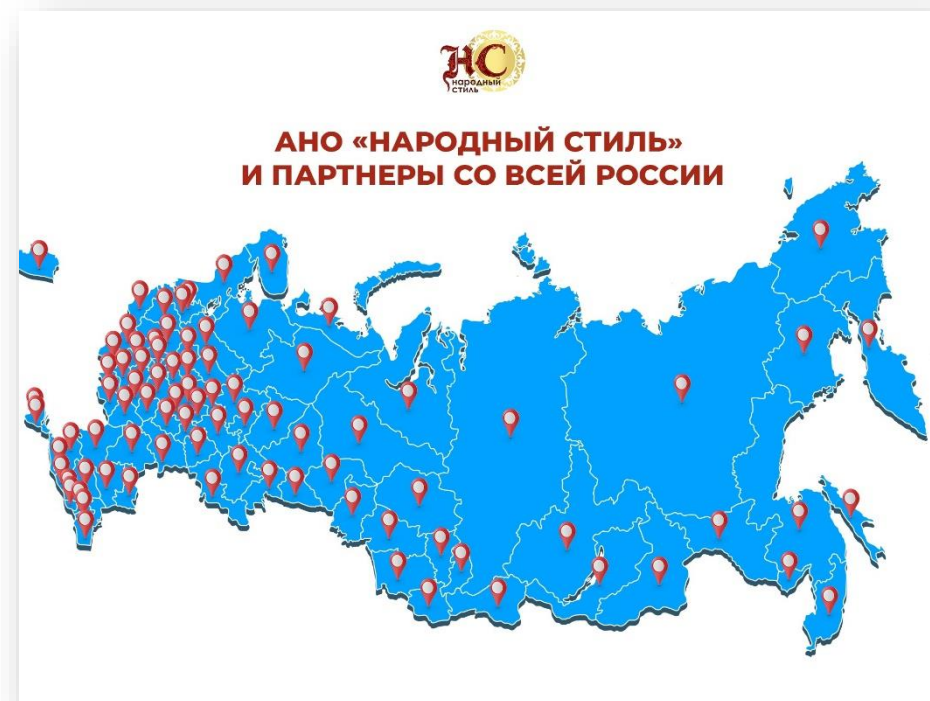 НС
народный
стиль
АНО «НАРОДНЫЙ СТИЛЬ»
И ПАРТНЕРЫ СО ВСЕЙ РОССИИ